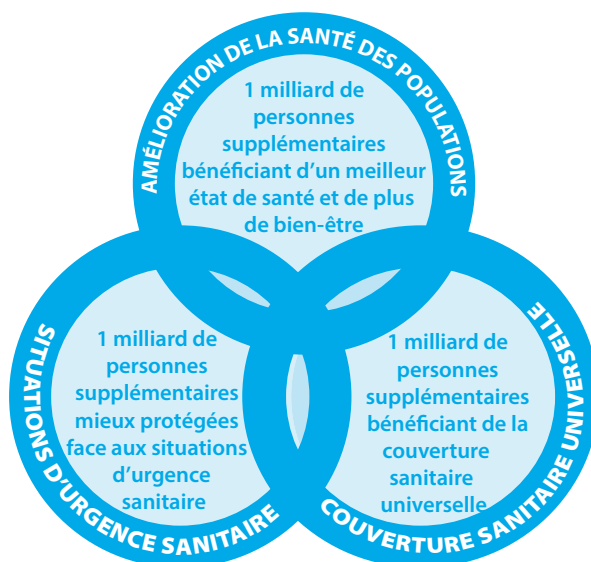 AMÉLIORATION DE LA SANTÉ DES POPULATIONS
1 milliard de
personnes
supplémentaires
bénéficiant d’un meilleur
état de santé et de plus
de bien-être
SITUATIONS D’URGENCE SANITAIRE
1 milliard de
personnes
supplémentaires
mieux protégées
face aux situations
d’urgence
sanitaire
COUVERTURE SANITAIRE UNIVERSELLE
1 milliard de
personnes
supplémentaires
bénéficiant de la
couverture
sanitaire
universelle